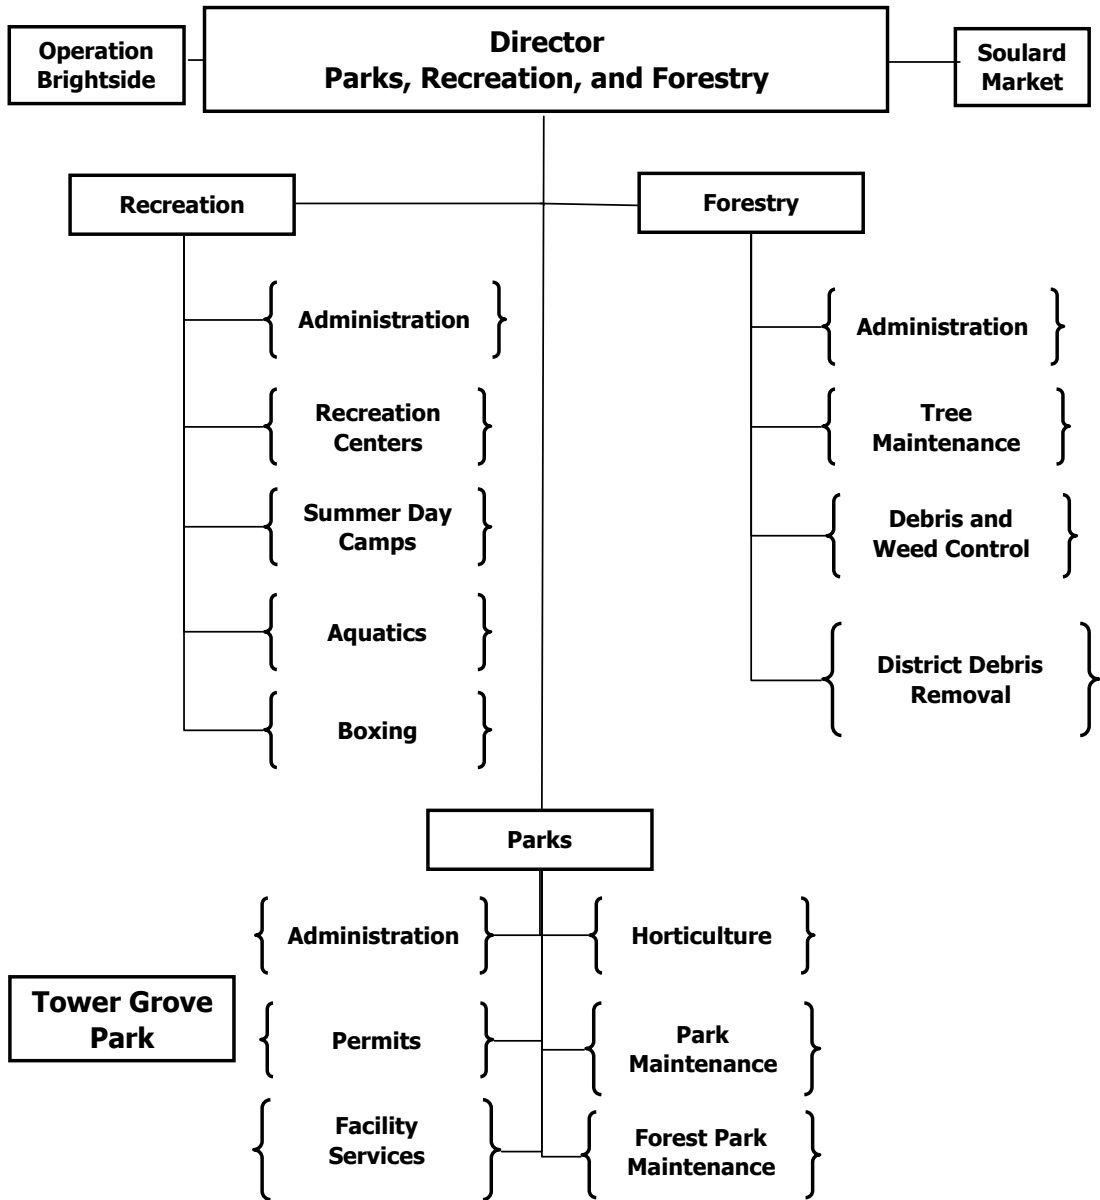 Operation
Brightside
Director
Parks, Recreation, and Forestry
Soulard
Market
Recreation
Forestry
Administration
Recreation
Centers
Summer Day
Camps
Aquatics
Boxing
Administration
Tree
Maintenance
Debris and
Weed Control
District Debris
Removal
Parks
Administration
Permits
Facility
Services
Horticulture
Park
Maintenance
Forest Park
Maintenance
Tower Grove
Park